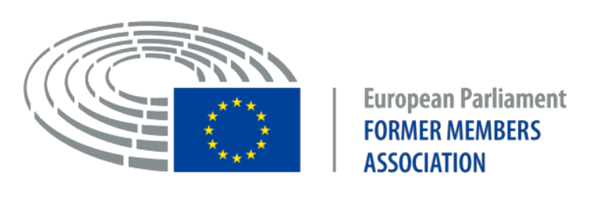 European Parliament
FORMER MEMBERS
ASSOCIATION